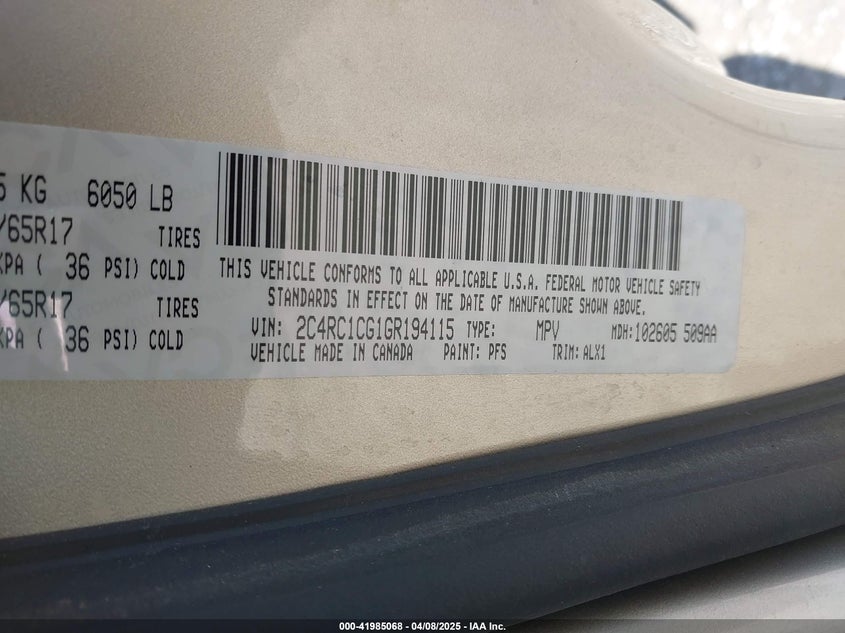 5 KG 6050 LB
/65R17 TIRES
KPA ( 36 PSI) COLD
/65R17 TIRES
KPA ( 36 PSI) COLD
THIS VEHICLE CONFORMS TO ALL APPLICABLE U.S.A. FEDERAL MOTOR VEHICLE SAFETY
STANDARDS IN EFFECT ON THE DATE OF MANUFACTURE SHOWN ABOVE.
VIN: 2C4RC1CG1GR194115 TYPE: MPV MDH: 102605 509AA
VEHICLE MADE IN CANADA PAINT: PFS TRIM: ALX1
000-41985068 - 04/08/2025 - IAA Inc.